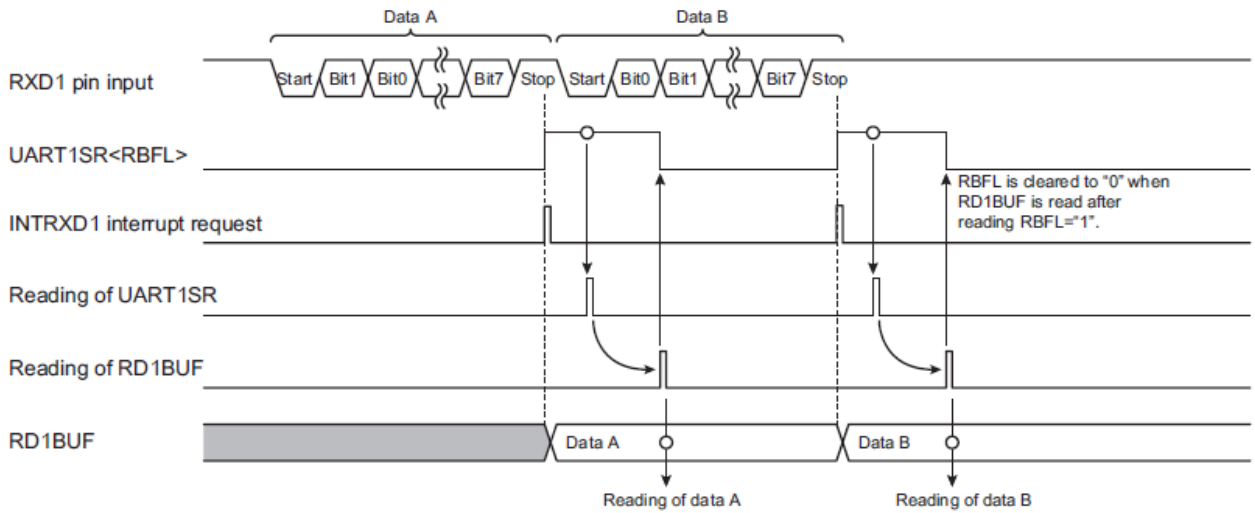 Data A
Data B
RXD1 pin input
Start Bit1 Bit0 Bit7 Stop Start Bit0 Bit1 Bit7 Stop
UART1SR<RBFL>
RBFL is cleared to “0” when
RD1BUF is read after
reading RBFL=“1”.
INTRXD1 interrupt request
Reading of UART1SR
Reading of RD1BUF
RD1BUF
Data A
Data B
Reading of data A
Reading of data B